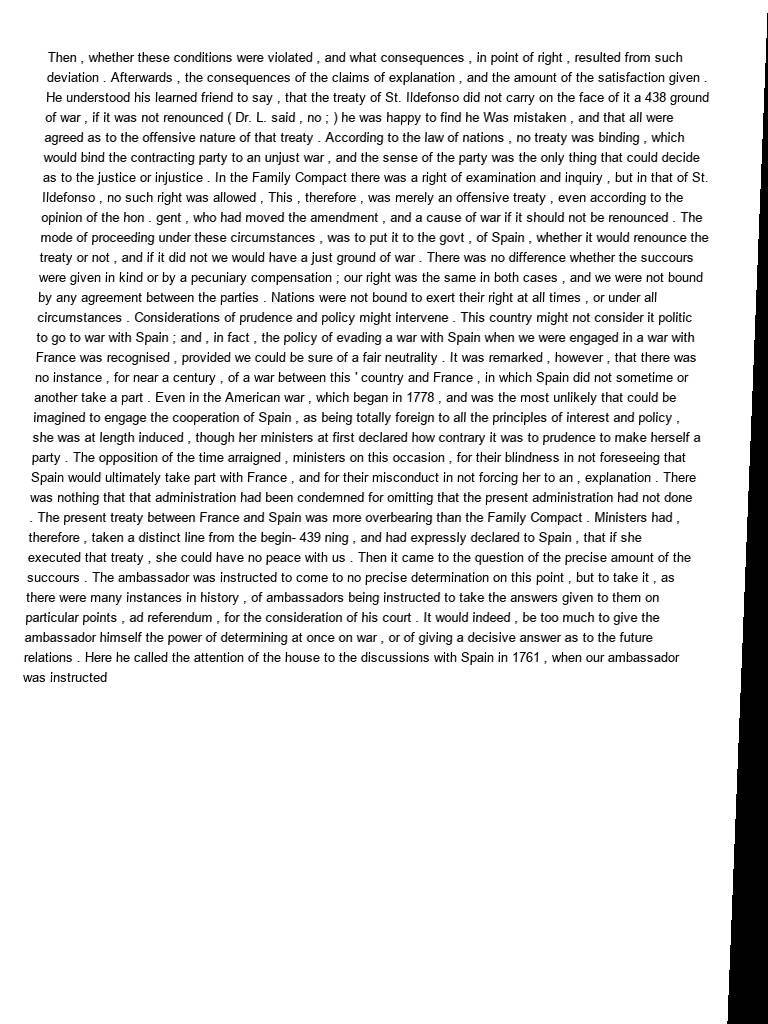 Then , whether these conditions were violated , and what consequences , in point of right , resulted from such
deviation . Afterwards , the consequences of the claims of explanation , and the amount of the satisfaction given .
He understood his learned friend to say , that the treaty of St. Ildefonso did not carry on the face of it a 438 ground
of war , if it was not renounced ( Dr. L. said , no ; ) he was happy to find he Was mistaken , and that all were
agreed as to the offensive nature of that treaty . According to the law of nations , no treaty was binding , which
would bind the contracting party to an unjust war , and the sense of the party was the only thing that could decide
as to the justice or injustice . In the Family Compact there was a right of examination and inquiry , but in that of St.
Ildefonso , no such right was allowed , This , therefore , was merely an offensive treaty , even according to the
opinion of the hon . gent , who had moved the amendment , and a cause of war if it should not be renounced . The
mode of proceeding under these circumstances , was to put it to the govt , of Spain , whether it would renounce the
treaty or not , and if it did not we would have a just ground of war . There was no difference whether the succours
were given in kind or by a pecuniary compensation ; our right was the same in both cases , and we were not bound
by any agreement between the parties . Nations were not bound to exert their right at all times , or under all
circumstances . Considerations of prudence and policy might intervene . This country might not consider it politic
to go to war with Spain ; and , in fact , the policy of evading a war with Spain when we were engaged in a war with
France was recognised , provided we could be sure of a fair neutrality . It was remarked , however , that there was
no instance , for near a century , of a war between this ' country and France , in which Spain did not sometime or
another take a part . Even in the American war , which began in 1778 , and was the most unlikely that could be
imagined to engage the cooperation of Spain , as being totally foreign to all the principles of interest and policy ,
she was at length induced , though her ministers at first declared how contrary it was to prudence to make herself a
party . The opposition of the time arraigned , ministers on this occasion , for their blindness in not foreseeing that
Spain would ultimately take part with France , and for their misconduct in not forcing her to an , explanation . There
was nothing that that administration had been condemned for omitting that the present administration had not done
. The present treaty between France and Spain was more overbearing than the Family Compact . Ministers had ,
therefore , taken a distinct line from the begin- 439 ning , and had expressly declared to Spain , that if she
executed that treaty , she could have no peace with us . Then it came to the question of the precise amount of the
succours . The ambassador was instructed to come to no precise determination on this point , but to take it , as
there were many instances in history , of ambassadors being instructed to take the answers given to them on
particular points , ad referendum , for the consideration of his court . It would indeed , be too much to give the
ambassador himself the power of determining at once on war , or of giving a decisive answer as to the future
relations . Here he called the attention of the house to the discussions with Spain in 1761 , when our ambassador
was instructed